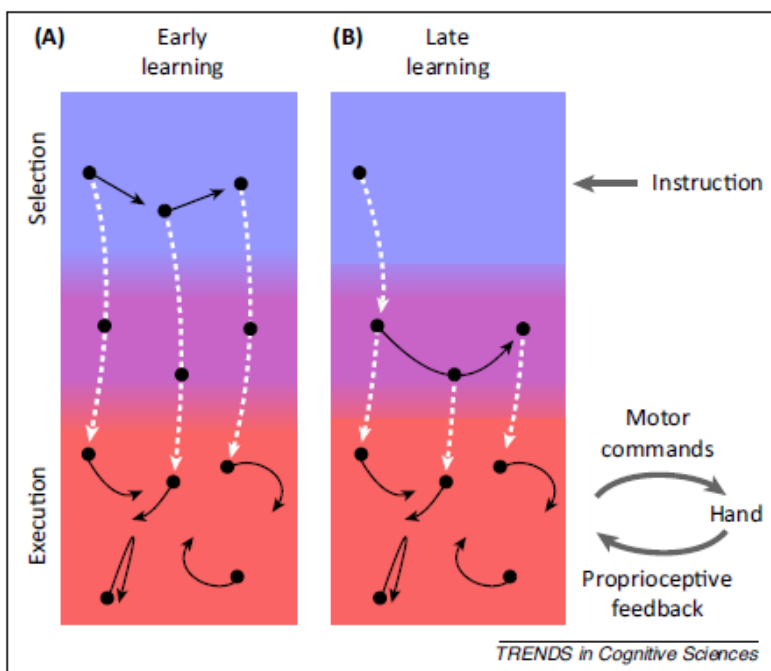 (A) Early
learning
(B) Late
learning
Selection
Instruction
Execution
Motor
commands
Hand
Proprioceptive
feedback
TRENDS in Cognitive Sciences